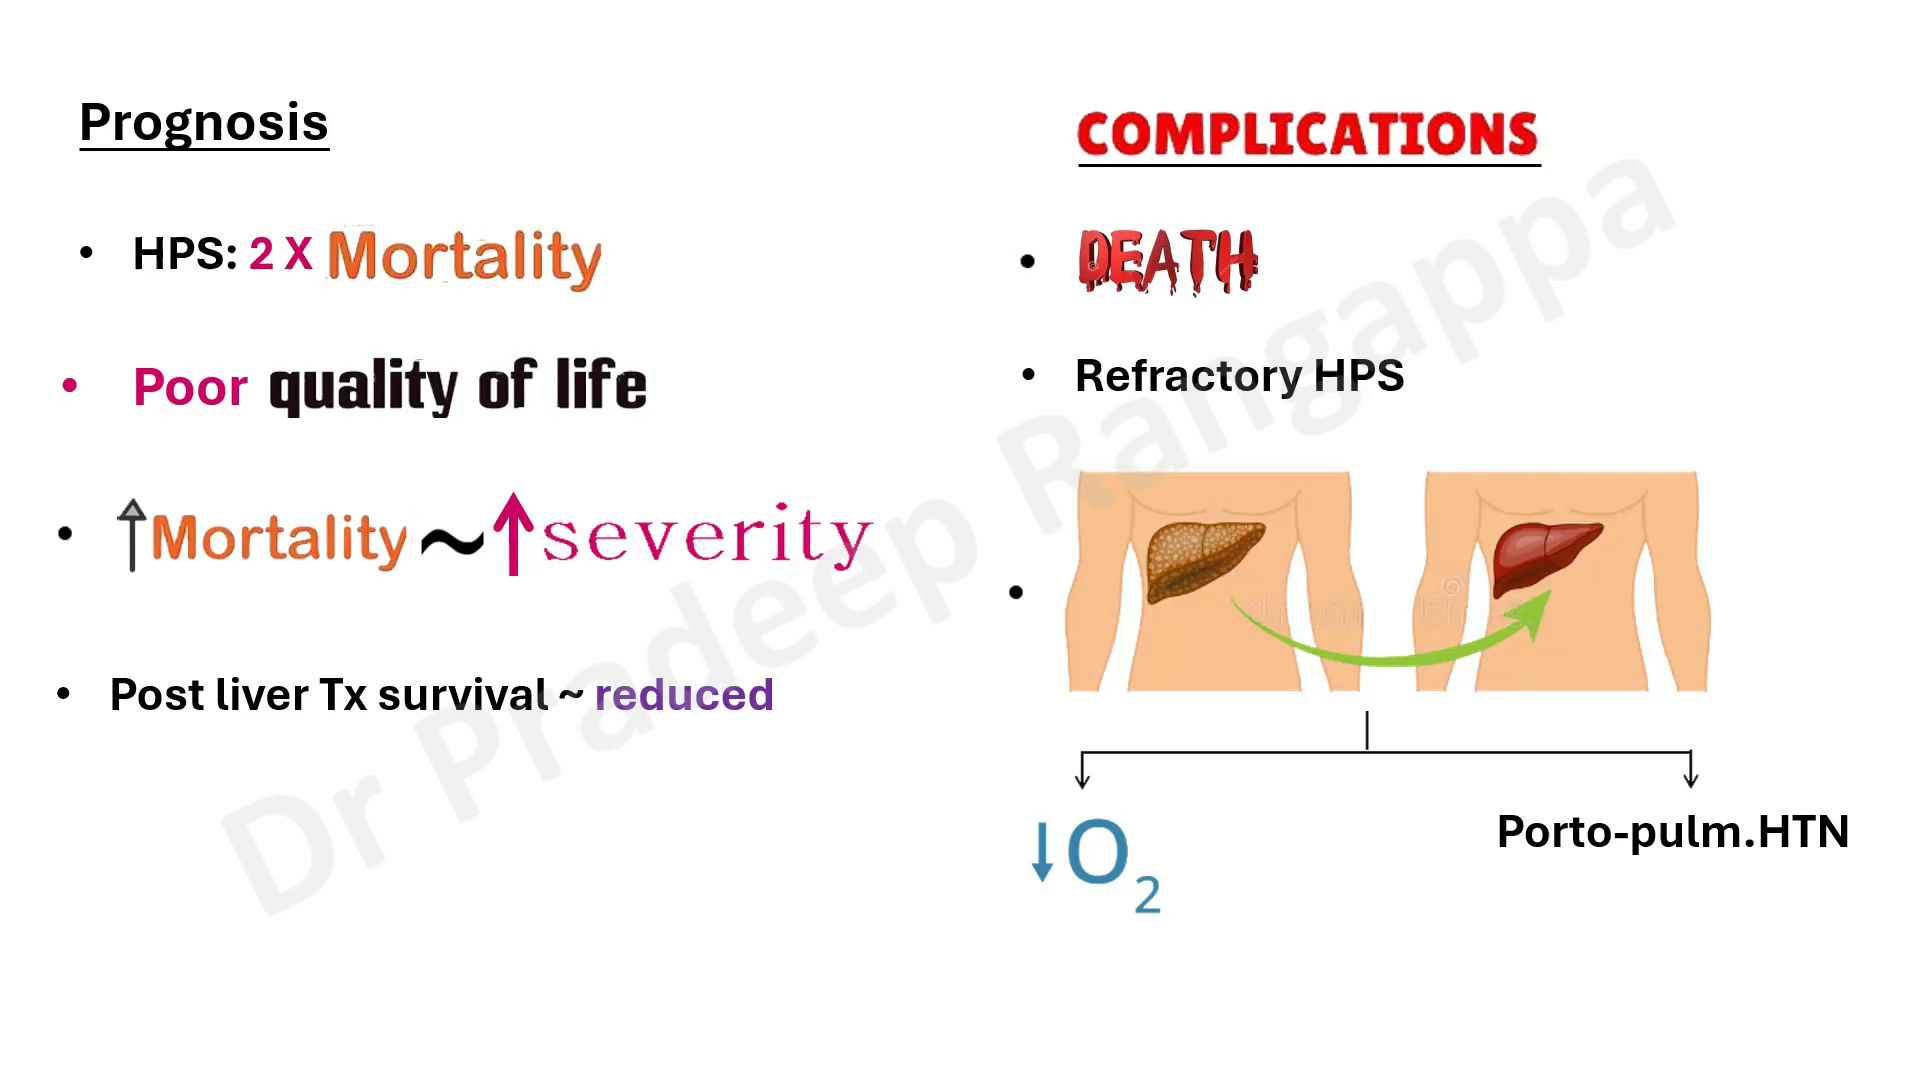 Prognosis
• HPS: 2 X Mortality
• Poor quality of life
• ↑Mortality ~ ↑severity
• Post liver Tx survival ~ reduced
COMPLICATIONS
• DEATH
• Refractory HPS
•
↓O₂
Porto-pulm.HTN
Dr Pradeep Rangappa